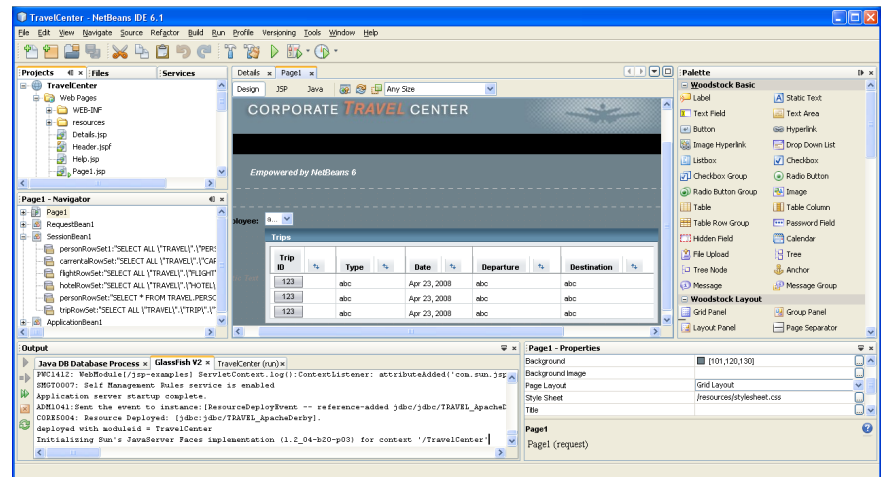 TravelCenter - NetBeans IDE 6.1
File Edit View Navigate Source Refactor Build Run Profile Versioning Tools Window Help
Projects Files Services
TravelCenter
Web Pages
WEB-INF
resources
Details.jsp
Header.jspf
Help.jsp
Page1.jsp
Page1 - Navigator
Page1
RequestBean1
SessionBean1
personRowSet1:"SELECT ALL \"TRAVEL\".\"PERS
carrentalRowSet:"SELECT ALL \"TRAVEL\".\"CAR
flightRowSet:"SELECT ALL \"TRAVEL\".\"FLIGHT'
hotelRowSet:"SELECT ALL \"TRAVEL\".\"HOTEL\
personRowSet:"SELECT * FROM TRAVEL.PERSC
tripRowSet:"SELECT ALL \"TRAVEL\".\"TRIP\".\"
ApplicationBean1
Details Page1
Design JSP Java Any Size
CORPORATE TRAVEL CENTER
Empowered by NetBeans 6
ployee: a...
Trips
Trip ID Type Date Departure Destination
123 abc Apr 23, 2008 abc abc
123 abc Apr 23, 2008 abc abc
123 abc Apr 23, 2008 abc abc
Palette
Woodstock Basic
Label Static Text
Text Field Text Area
Button Hyperlink
Image Hyperlink Drop Down List
Listbox Checkbox
Checkbox Group Radio Button
Radio Button Group Image
Table Table Column
Table Row Group Password Field
Hidden Field Calendar
File Upload Tree
Tree Node Anchor
Message Message Group
Woodstock Layout
Grid Panel Group Panel
Layout Panel Page Separator
Output
Java DB Database Process GlassFish V2 TravelCenter (run)
PWC1412: WebModule[/jsp-examples] ServletContext.log():ContextListener: attributeAdded('com.sun.jsp
SMGT0007: Self Management Rules service is enabled
Application server startup complete.
ADM1041:Sent the event to instance:[ResourceDeployEvent -- reference-added jdbc/jdbc/TRAVEL_ApacheD
CORE5004: Resource Deployed: [jdbc:jdbc/TRAVEL_ApacheDerby].
deployed with moduleid = TravelCenter
Initializing Sun's JavaServer Faces implementation (1.2_04-b20-p03) for context '/TravelCenter'
Page1 - Properties
Background [101,120,130]
Background Image
Page Layout Grid Layout
Style Sheet /resources/stylesheet.css
Title
Page1
Page1 (request)